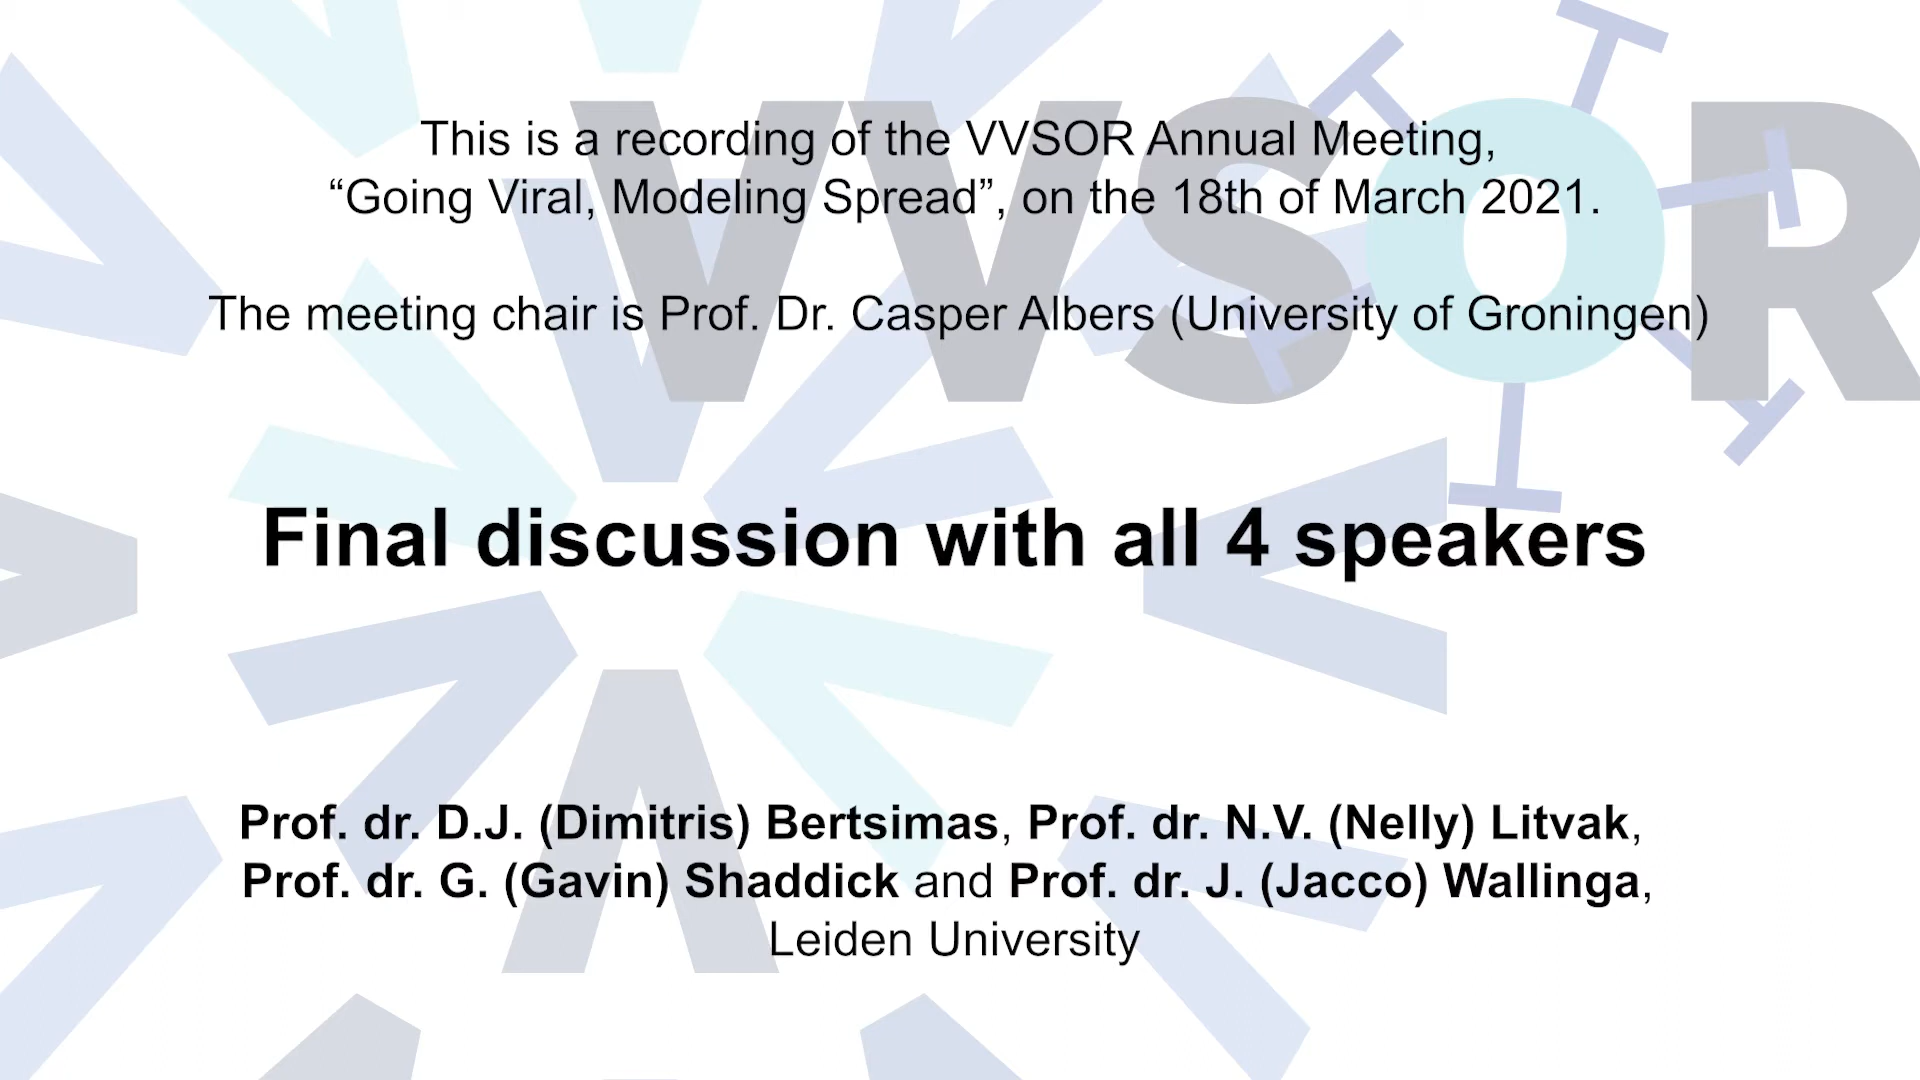 VVSOR
This is a recording of the VVSOR Annual Meeting,
“Going Viral, Modeling Spread”, on the 18th of March 2021.
The meeting chair is Prof. Dr. Casper Albers (University of Groningen)
Final discussion with all 4 speakers
Prof. dr. D.J. (Dimitris) Bertsimas, Prof. dr. N.V. (Nelly) Litvak,
Prof. dr. G. (Gavin) Shaddick and Prof. dr. J. (Jacco) Wallinga,
Leiden University